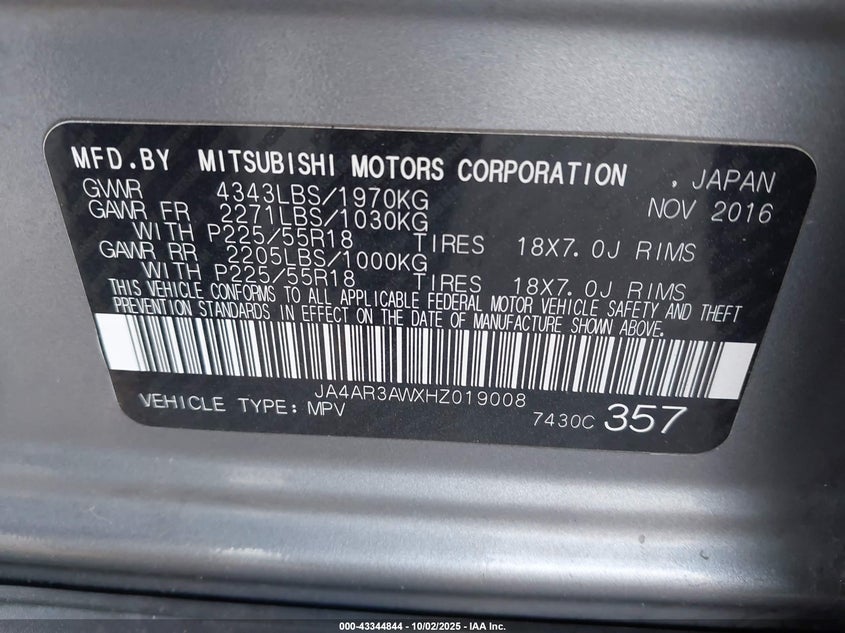 MFD.BY MITSUBISHI MOTORS CORPORATION , JAPAN
GVWR 4343LBS/1970KG NOV 2016
GAWR FR 2271LBS/1030KG
WITH P225/55R18 TIRES 18X7.0J RIMS
GAWR RR 2205LBS/1000KG
WITH P225/55R18 TIRES 18X7.0J RIMS
THIS VEHICLE CONFORMS TO ALL APPLICABLE FEDERAL MOTOR VEHICLE SAFETY AND THEFT
PREVENTION STANDARDS IN EFFECT ON THE DATE OF MANUFACTURE SHOWN ABOVE.
JA4AR3AWXHZ019008
VEHICLE TYPE: MPV 7430C 357
000-43344844 - 10/02/2025 - IAA Inc.